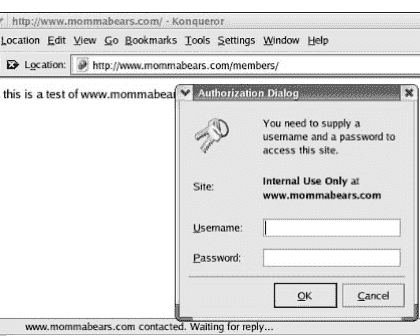 http://www.mommabears.com/ - Konqueror
Location Edit View Go Bookmarks Tools Settings Window Help
Location: http://www.mommabears.com/members/
this is a test of www.mommabear
Authorization Dialog
You need to supply a
username and a password to
access this site.
Site: Internal Use Only at
www.mommabears.com
Username:
Password:
OK Cancel
www.mommabears.com contacted. Waiting for reply...